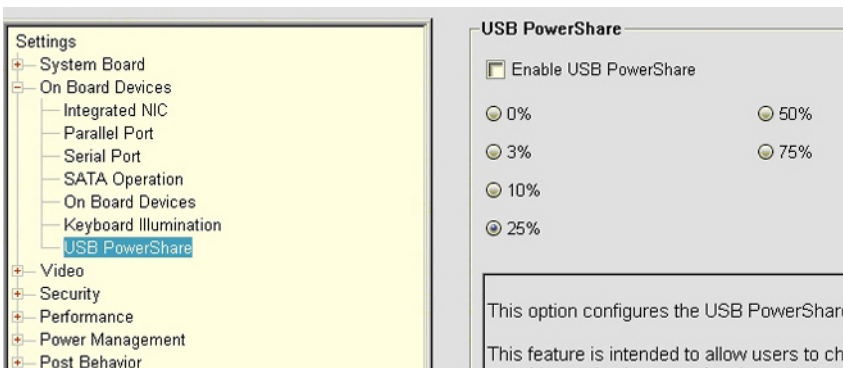 Settings
System Board
On Board Devices
Integrated NIC
Parallel Port
Serial Port
SATA Operation
On Board Devices
Keyboard Illumination
USB PowerShare
Video
Security
Performance
Power Management
Post Behavior
USB PowerShare
Enable USB PowerShare
0% 50%
3% 75%
10%
25%
This option configures the USB PowerShar
This feature is intended to allow users to ch